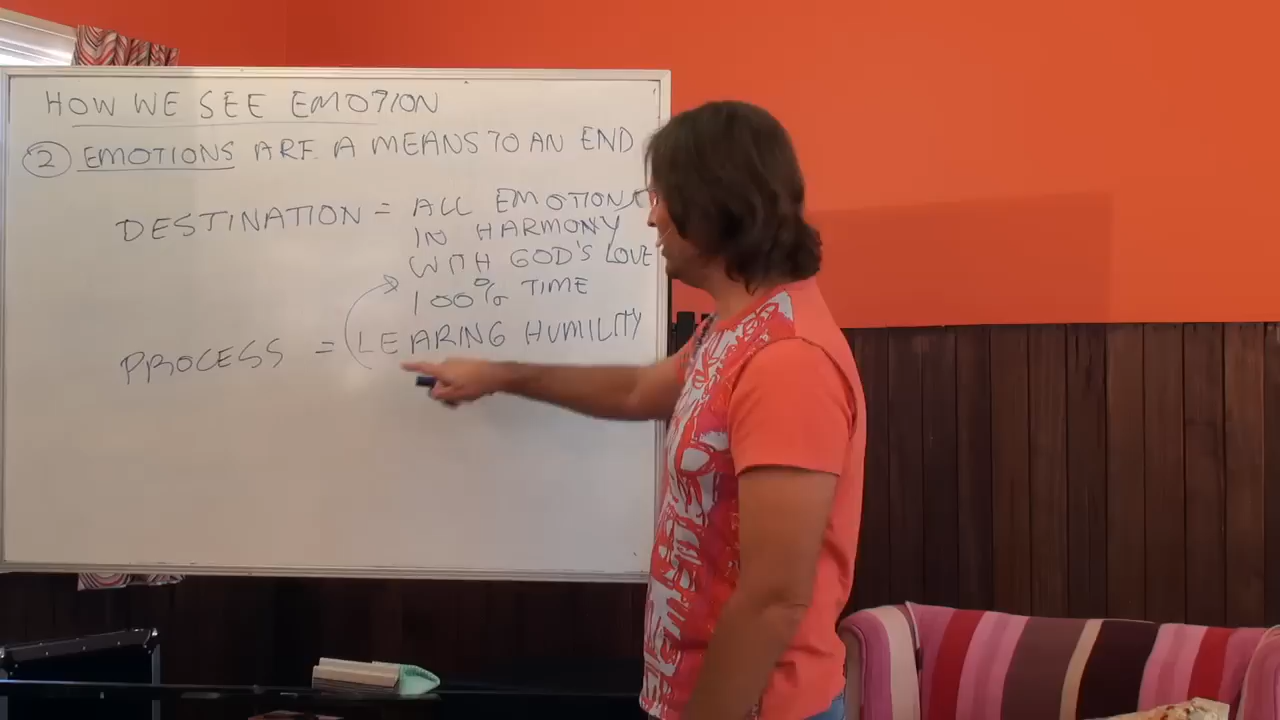 HOW WE SEE EMOTION
2 EMOTIONS ARE A MEANS TO AN END
DESTINATION = ALL EMOTIONS
IN HARMONY
WITH GOD'S LOVE
100% TIME
PROCESS = LEARING HUMILITY